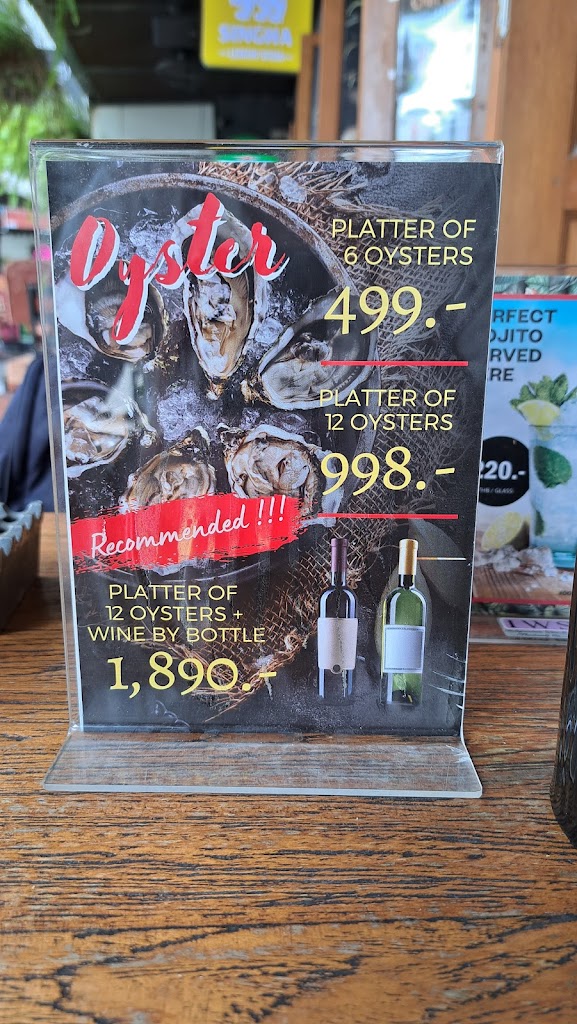 SINGHA
Oyster
PLATTER OF
6 OYSTERS
499.-
PLATTER OF
12 OYSTERS
998.-
Recommended !!!
PLATTER OF
12 OYSTERS +
WINE BY BOTTLE
1,890.-
ERFECT
OJITO
RVED
RE
220.-